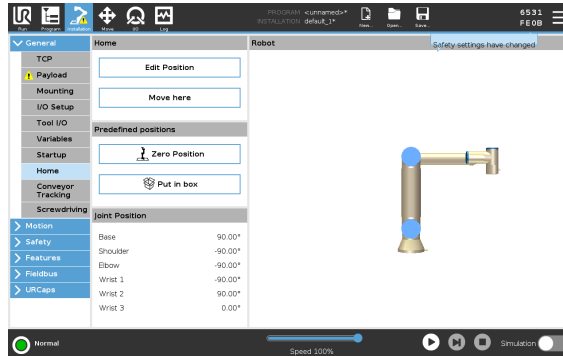 UR
Run
Program
Installation
Move
I/O
Log
PROGRAM <unnamed>*
INSTALLATION default_1*
New...
Open...
Save...
6531
FE0B
General
TCP
Payload
Mounting
I/O Setup
Tool I/O
Variables
Startup
Home
Conveyor
Tracking
Screwdriving
Motion
Safety
Features
Fieldbus
URCaps
Home
Edit Position
Move here
Predefined positions
Zero Position
Put in box
Joint Position
Base 90.00°
Shoulder -90.00°
Elbow -90.00°
Wrist 1 -90.00°
Wrist 2 90.00°
Wrist 3 0.00°
Robot
Safety settings have changed
Normal
Speed 100%
Simulation